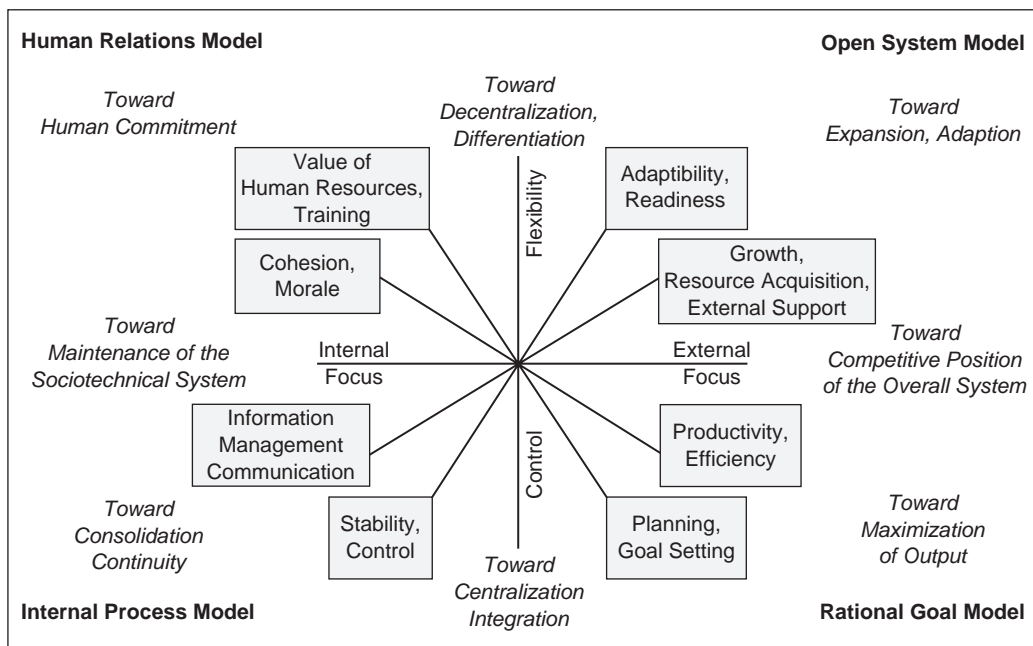 Human Relations Model
Open System Model
Toward
Human Commitment
Toward
Decentralization,
Differentiation
Toward
Expansion, Adaption
Value of
Human Resources,
Training
Flexibility
Adaptibility,
Readiness
Cohesion,
Morale
Growth,
Resource Acquisition,
External Support
Toward
Maintenance of the
Sociotechnical System
Internal
Focus
External
Focus
Toward
Competitive Position
of the Overall System
Information
Management
Communication
Control
Productivity,
Efficiency
Toward
Consolidation
Continuity
Stability,
Control
Planning,
Goal Setting
Toward
Maximization
of Output
Toward
Centralization
Integration
Internal Process Model
Rational Goal Model